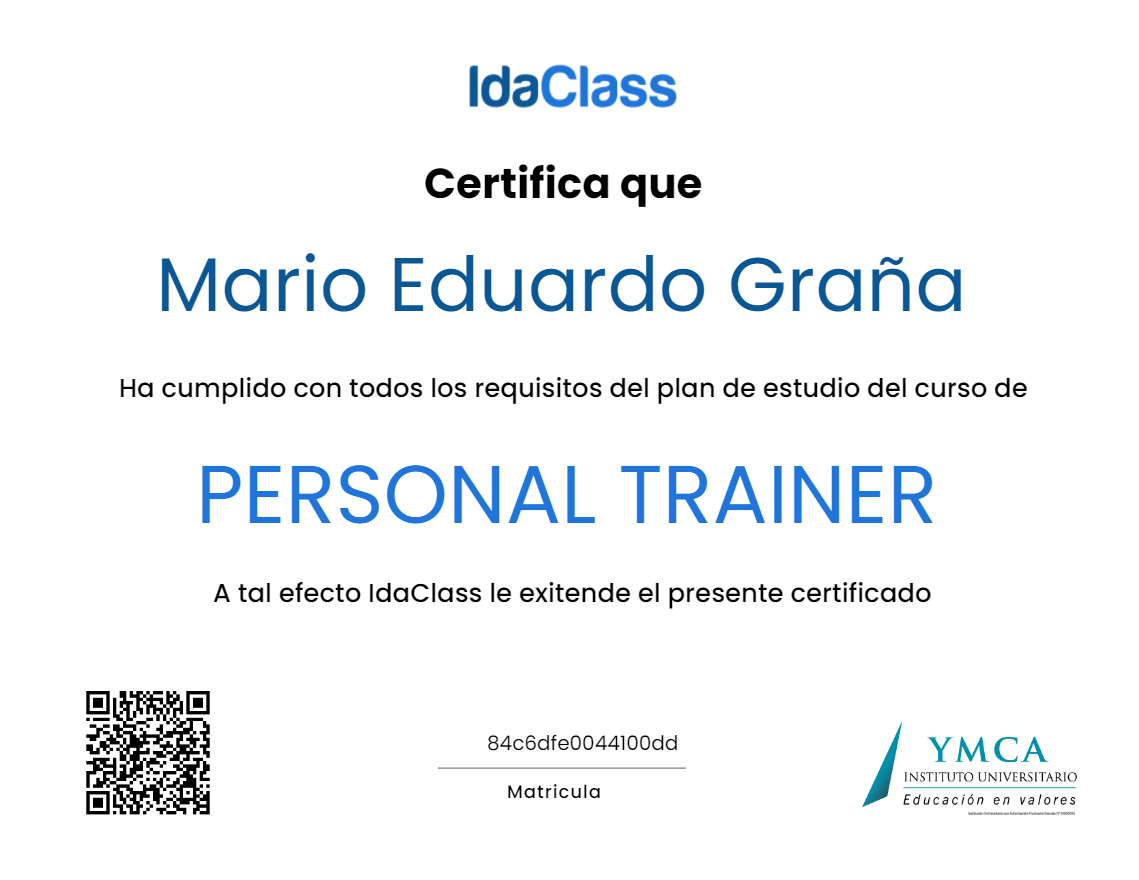 IdaClass
Certifica que
Mario Eduardo Graña
Ha cumplido con todos los requisitos del plan de estudio del curso de
PERSONAL TRAINER
A tal efecto IdaClass le exitende el presente certificado
84c6dfe0044100dd
Matricula
YMCA
INSTITUTO UNIVERSITARIO
Educación en valores